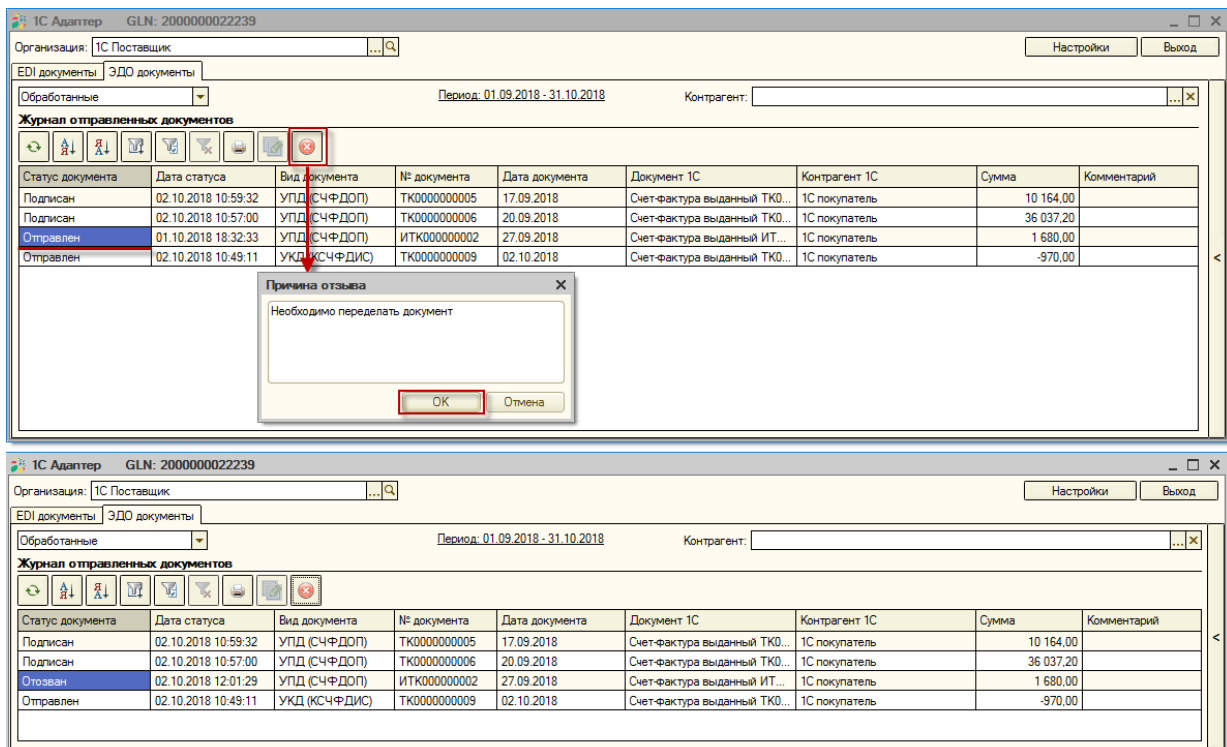 1С Адаптер GLN: 2000000022239
Организация: 1С Поставщик ... Настройки Выход
EDI документы ЭДО документы
Обработанные Период: 01.09.2018 - 31.10.2018 Контрагент: ...
Журнал отправленных документов
Статус документа Дата статуса Вид документа № документа Дата документа Документ 1С Контрагент 1С Сумма Комментарий
Подписан 02.10.2018 10:59:32 УПД (СЧФДОП) ТК0000000005 17.09.2018 Счет-фактура выданный ТК0... 1С покупатель 10 164,00
Подписан 02.10.2018 10:57:00 УПД (СЧФДОП) ТК0000000006 20.09.2018 Счет-фактура выданный ТК0... 1С покупатель 36 037,20
Отправлен 01.10.2018 18:32:33 УПД (СЧФДОП) ИТК000000002 27.09.2018 Счет-фактура выданный ИТ... 1С покупатель 1 680,00
Отправлен 02.10.2018 10:49:11 УКД (КСЧФДИС) ТК0000000009 02.10.2018 Счет-фактура выданный ТК0... 1С покупатель -970,00
<
Причина отзыва
Необходимо переделать документ
OK Отмена
1С Адаптер GLN: 2000000022239
Организация: 1С Поставщик ... Настройки Выход
EDI документы ЭДО документы
Обработанные Период: 01.09.2018 - 31.10.2018 Контрагент: ...
Журнал отправленных документов
Статус документа Дата статуса Вид документа № документа Дата документа Документ 1С Контрагент 1С Сумма Комментарий
<
Подписан 02.10.2018 10:59:32 УПД (СЧФДОП) ТК0000000005 17.09.2018 Счет-фактура выданный ТК0... 1С покупатель 10 164,00
Подписан 02.10.2018 10:57:00 УПД (СЧФДОП) ТК0000000006 20.09.2018 Счет-фактура выданный ТК0... 1С покупатель 36 037,20
Отозван 02.10.2018 12:01:29 УПД (СЧФДОП) ИТК000000002 27.09.2018 Счет-фактура выданный ИТ... 1С покупатель 1 680,00
Отправлен 02.10.2018 10:49:11 УКД (КСЧФДИС) ТК0000000009 02.10.2018 Счет-фактура выданный ТК0... 1С покупатель -970,00